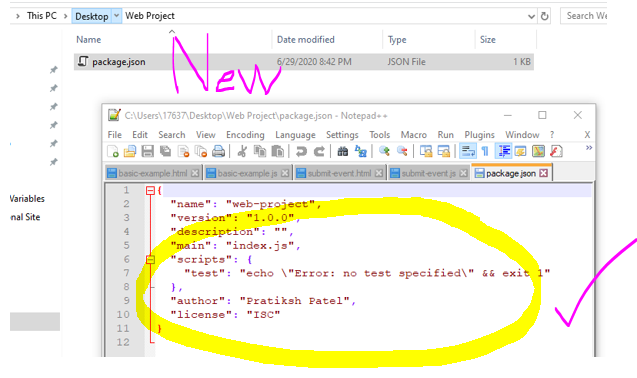 This PC > Desktop > Web Project
Search We
Name Date modified Type Size
package.json 6/29/2020 8:42 PM JSON File 1 KB
New
C:\Users\17637\Desktop\Web Project\package.json - Notepad++
File Edit Search View Encoding Language Settings Tools Macro Run Plugins Window ? X
basic-example.html basic-example.js submit-event.html submit-event.js package.json
1 {
2 "name": "web-project",
3 "version": "1.0.0",
4 "description": "",
5 "main": "index.js",
6 "scripts": {
7 "test": "echo \"Error: no test specified\" && exit 1"
8 },
9 "author": "Pratiksh Patel",
10 "license": "ISC"
11 }
12
Variables
nal Site